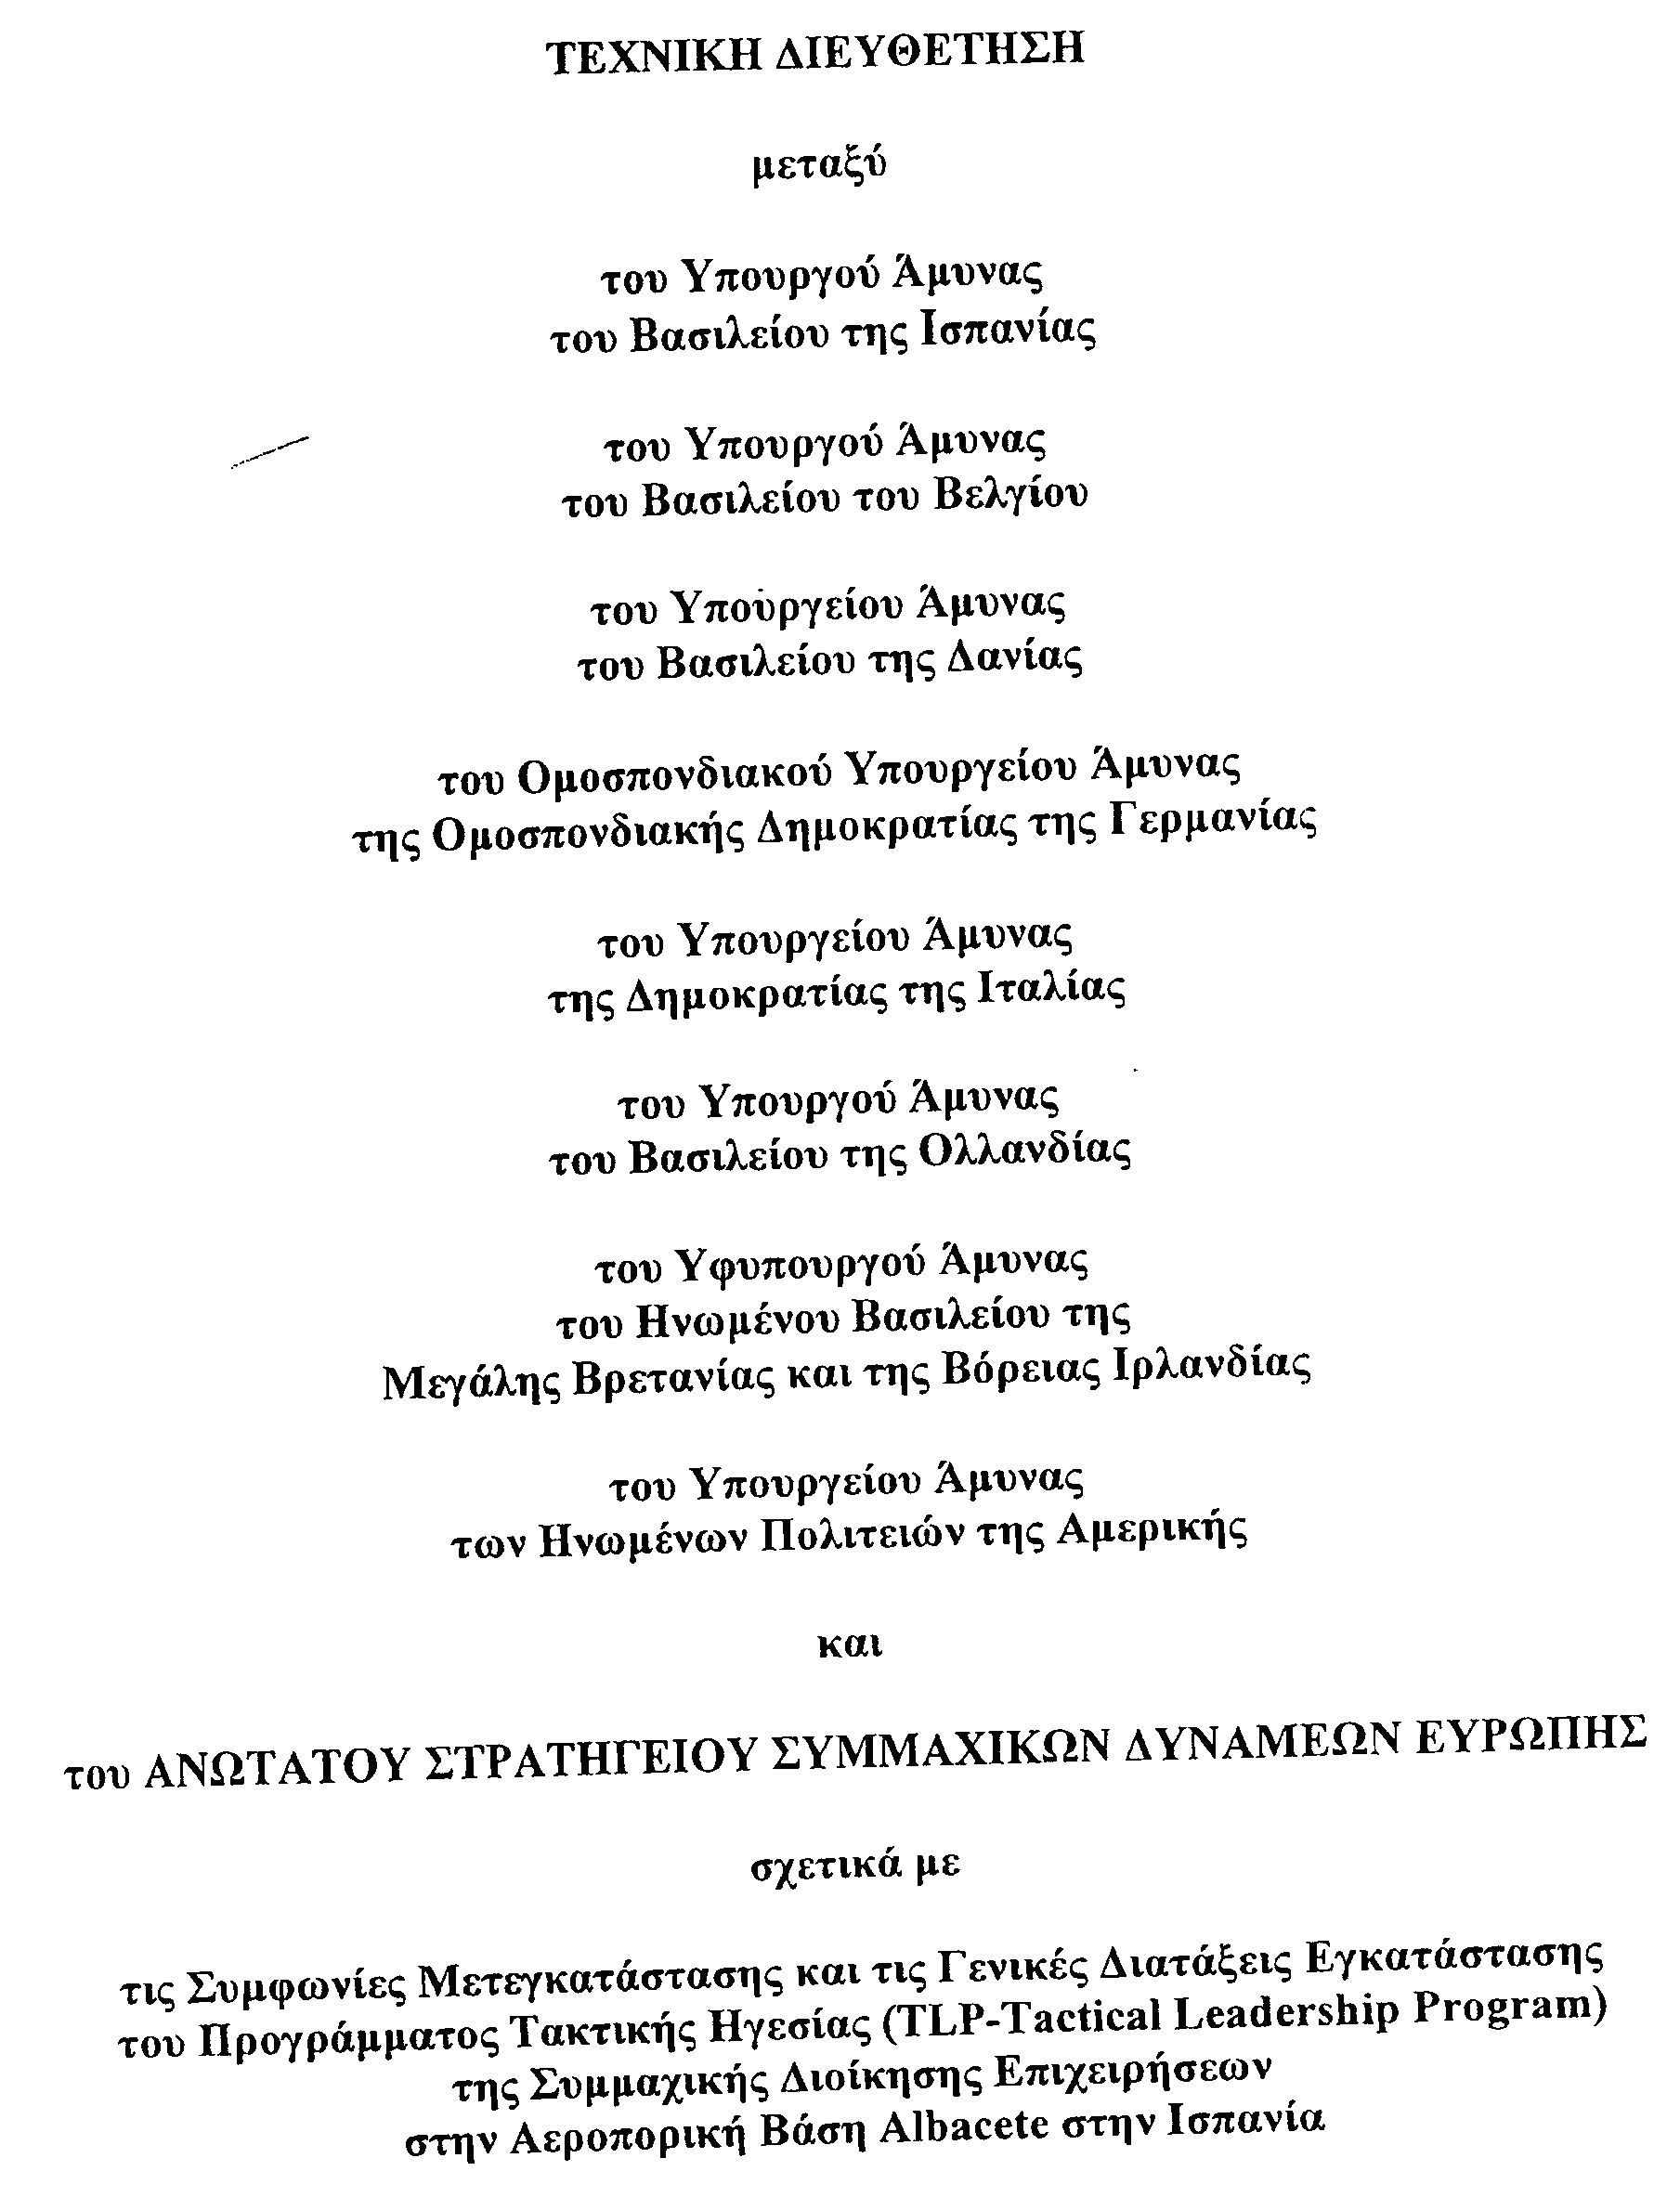 ΤΕΧΝΙΚΗ ΔΙΕΥΘΕΤΗΣΗ
μεταξύ
του Υπουργού Άμυνας
του Βασιλείου της Ισπανίας
του Υπουργού Άμυνας
του Βασιλείου του Βελγίου
του Υπουργείου Άμυνας
του Βασιλείου της Δανίας
του Ομοσπονδιακού Υπουργείου Άμυνας
της Ομοσπονδιακής Δημοκρατίας της Γερμανίας
του Υπουργείου Άμυνας
της Δημοκρατίας της Ιταλίας
του Υπουργού Άμυνας
του Βασιλείου της Ολλανδίας
του Υφυπουργού Άμυνας
του Ηνωμένου Βασιλείου της
Μεγάλης Βρετανίας και της Βόρειας Ιρλανδίας
του Υπουργείου Άμυνας
των Ηνωμένων Πολιτειών της Αμερικής
και
του ΑΝΩΤΑΤΟΥ ΣΤΡΑΤΗΓΕΙΟΥ ΣΥΜΜΑΧΙΚΩΝ ΔΥΝΑΜΕΩΝ ΕΥΡΩΠΗΣ
σχετικά με
τις Συμφωνίες Μετεγκατάστασης και τις Γενικές Διατάξεις Εγκατάστασης
του Προγράμματος Τακτικής Ηγεσίας (TLP-Tactical Leadership Program)
της Συμμαχικής Διοίκησης Επιχειρήσεων
στην Αεροπορική Βάση Albacete στην Ισπανία